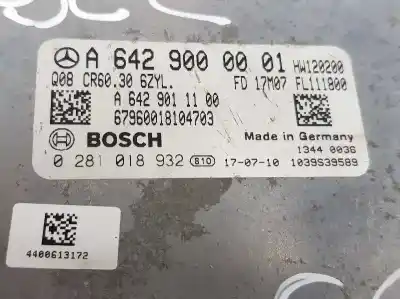 A 642 900 00 01 HW120200
Q08 CR60.30 6ZYL. FD 17M07 FL111800
A 642 901 11 00
67960018104703
BOSCH Made in Germany
1344 0036
0 281 018 932 B10 17-07-10 1039S39589
4400613172